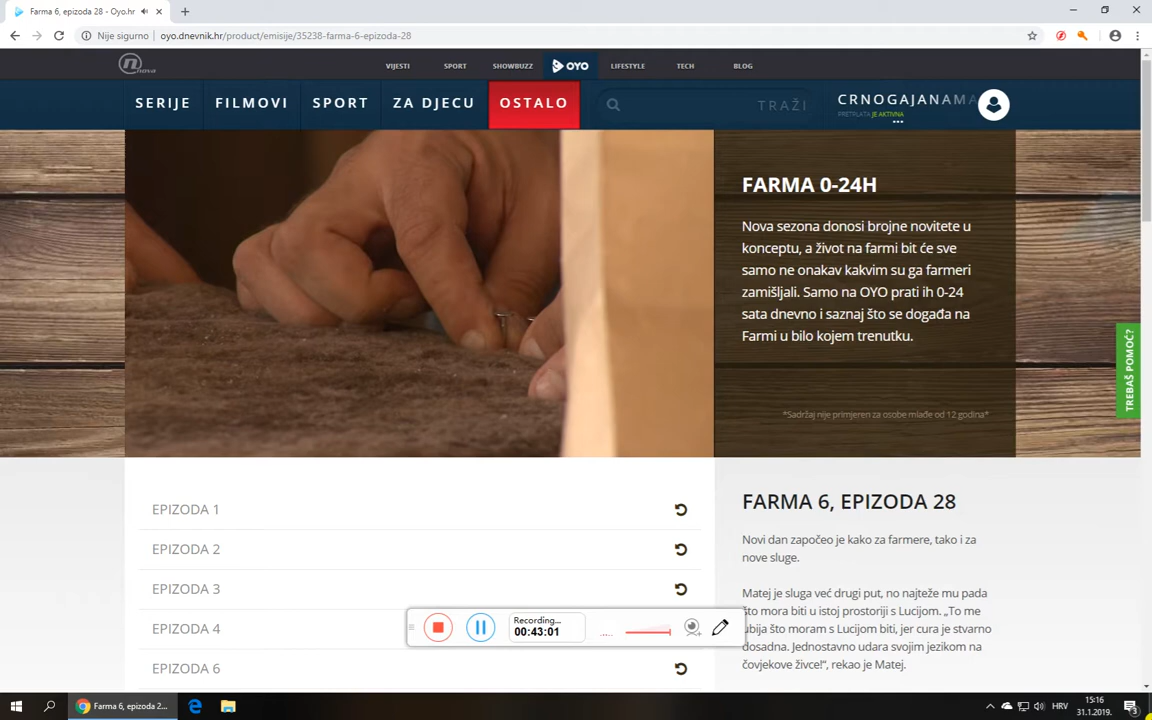 Farma 6, epizoda 28 - Oyo.hr
Nije sigurno
oyo.dnevnik.hr/product/emisije/35238-farma-6-epizoda-28
nova
VIJESTI
SPORT
SHOWBUZZ
OYO
LIFESTYLE
TECH
BLOG
SERIJE
FILMOVI
SPORT
ZA DJECU
OSTALO
TRAŽI
CRNOGAJANAMA
PRETPLATA JE AKTIVNA
FARMA 0-24H
Nova sezona donosi brojne novitete u
konceptu, a život na farmi bit će sve
samo ne onakav kakvim su ga farmeri
zamišljali. Samo na OYO prati ih 0-24
sata dnevno i saznaj što se događa na
Farmi u bilo kojem trenutku.
*Sadržaj nije primjeren za osobe mlađe od 12 godina*
TREBAŠ POMOĆ?
EPIZODA 1
EPIZODA 2
EPIZODA 3
EPIZODA 4
EPIZODA 6
FARMA 6, EPIZODA 28
Novi dan započeo je kako za farmere, tako i za
nove sluge.
Matej je sluga već drugi put, no najteže mu pada
što mora biti u istoj prostoriji s Lucijom. „To me
ubija što moram s Lucijom biti, jer cura je stvarno
dosadna. Jednostavno udara svojim jezikom na
čovjekove živce!“, rekao je Matej.
Recording...
00:43:01
Farma 6, epizoda 2...
HRV
15:16
31.1.2019.
3